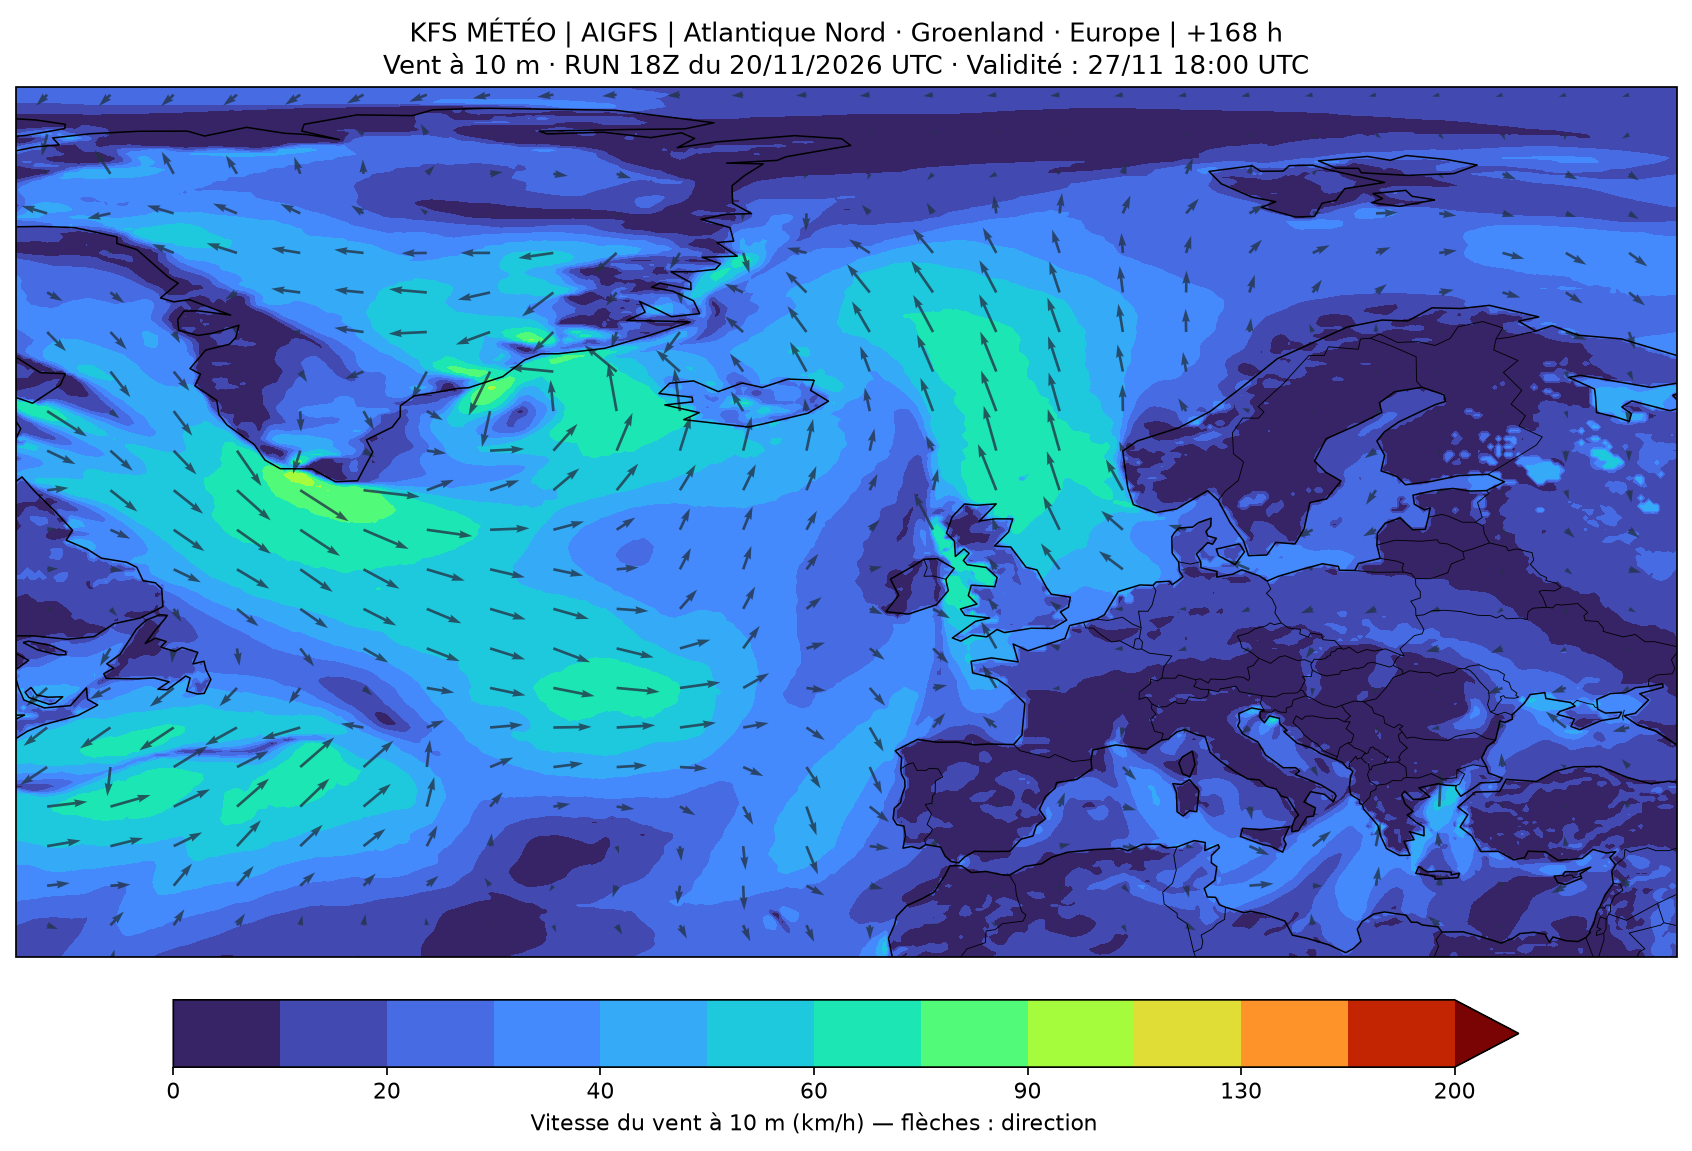 KFS MÉTÉO | AIGFS | Atlantique Nord · Groenland · Europe | +168 h
Vent à 10 m · RUN 18Z du 20/11/2026 UTC · Validité : 27/11 18:00 UTC
0 20 40 60 90 130 200
Vitesse du vent à 10 m (km/h) — flèches : direction